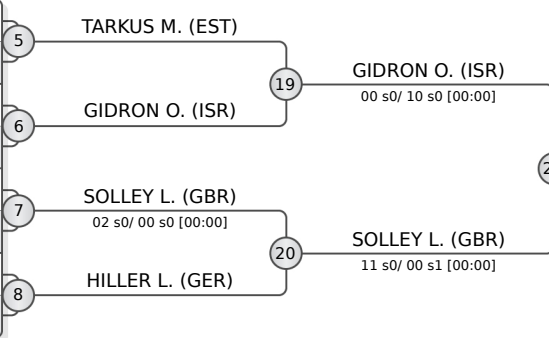 TARKUS M. (EST)
5
19
GIDRON O. (ISR)
00 s0/ 10 s0 [00:00]
GIDRON O. (ISR)
6
SOLLEY L. (GBR)
7
02 s0/ 00 s0 [00:00]
20
SOLLEY L. (GBR)
11 s0/ 00 s1 [00:00]
HILLER L. (GER)
8